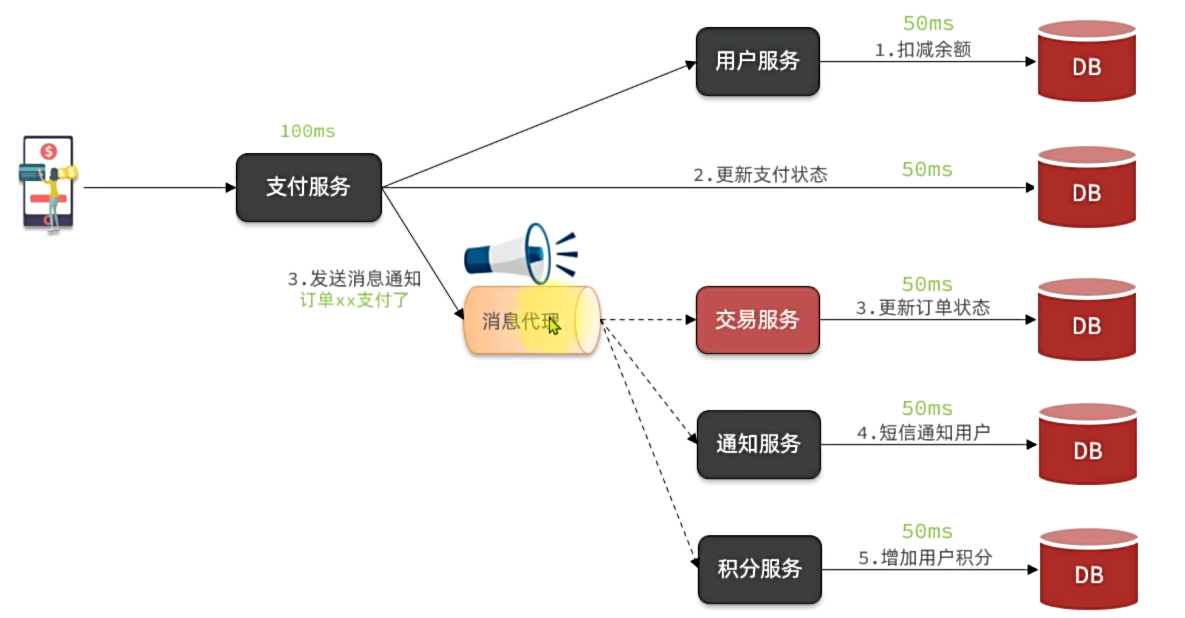 50ms
1.扣减余额
用户服务
DB
100ms
支付服务
2.更新支付状态
50ms
DB
3.发送消息通知
订单xx支付了
消息代理
交易服务
50ms
3.更新订单状态
DB
通知服务
50ms
4.短信通知用户
DB
积分服务
50ms
5.增加用户积分
DB